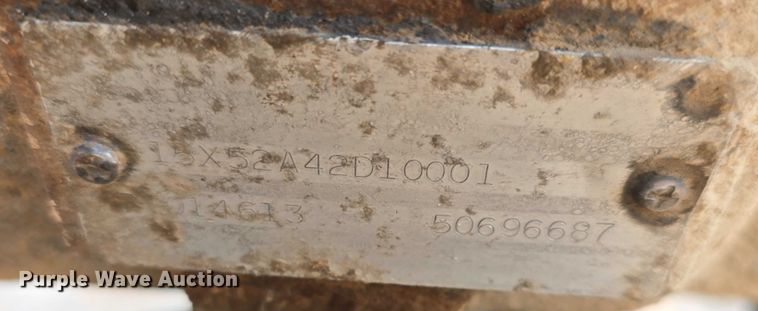 15X52A42D10001
14613 50696687
Purple Wave Auction